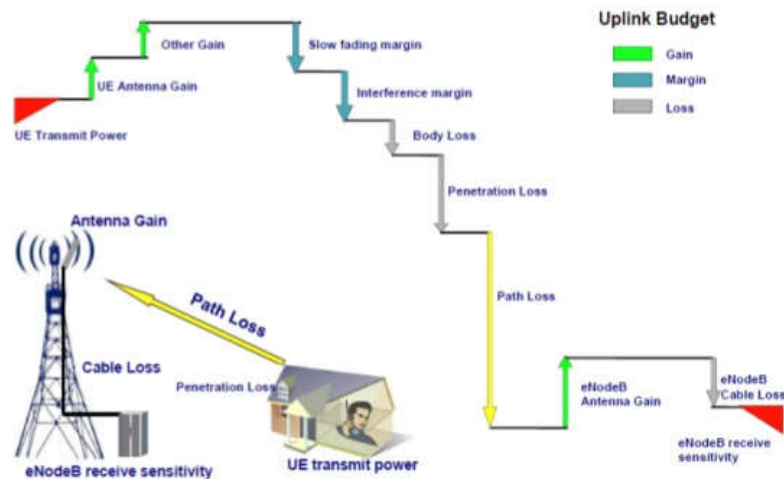 Uplink Budget
Gain
Margin
Loss
Other Gain
Slow fading margin
UE Antenna Gain
Interference margin
UE Transmit Power
Body Loss
Penetration Loss
Antenna Gain
Path Loss
Path Loss
Cable Loss
Penetration Loss
eNodeB
Antenna Gain
eNodeB
Cable Loss
eNodeB receive sensitivity
UE transmit power
eNodeB receive
sensitivity